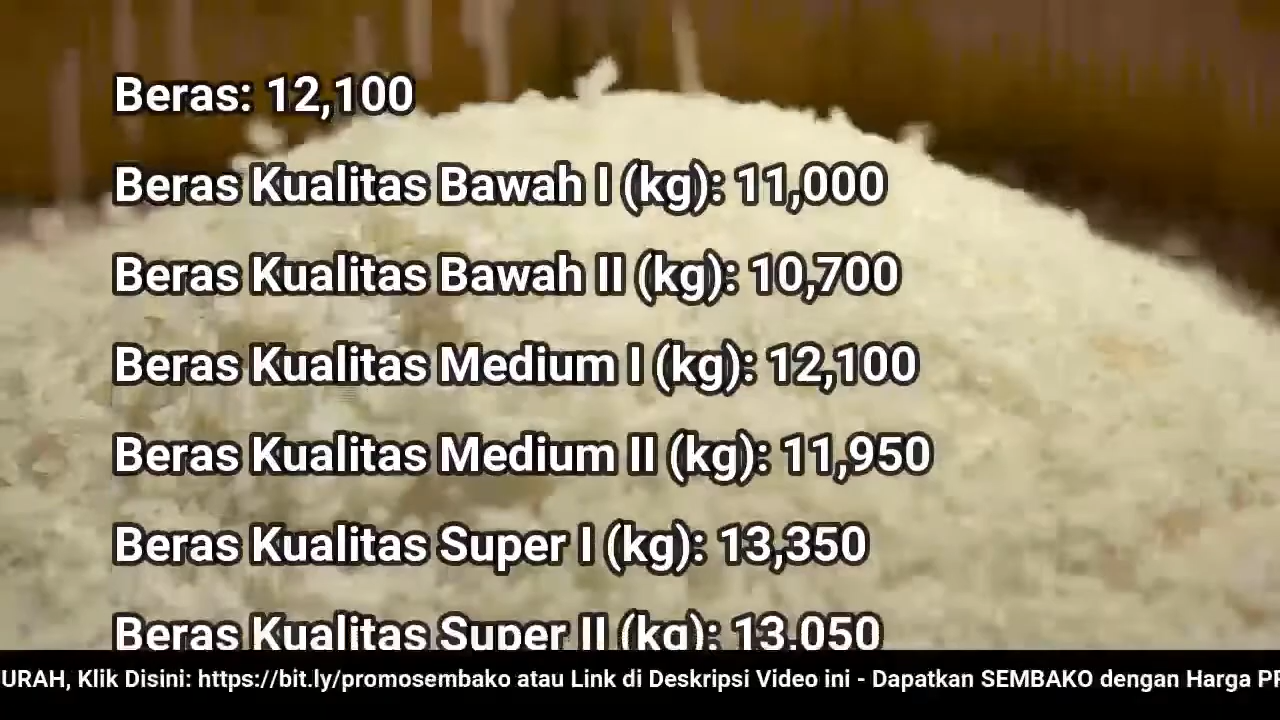 Beras: 12,100
Beras Kualitas Bawah I (kg): 11,000
Beras Kualitas Bawah II (kg): 10,700
Beras Kualitas Medium I (kg): 12,100
Beras Kualitas Medium II (kg): 11,950
Beras Kualitas Super I (kg): 13,350
Beras Kualitas Super II (kg): 13,050
URAH, Klik Disini: https://bit.ly/promosembako atau Link di Deskripsi Video ini - Dapatkan SEMBAKO dengan Harga